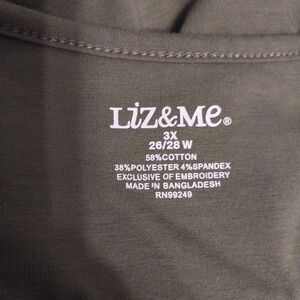 Liz&Me®
3X
26/28 W
58%COTTON
38%POLYESTER 4%SPANDEX
EXCLUSIVE OF EMBROIDERY
MADE IN BANGLADESH
RN99249